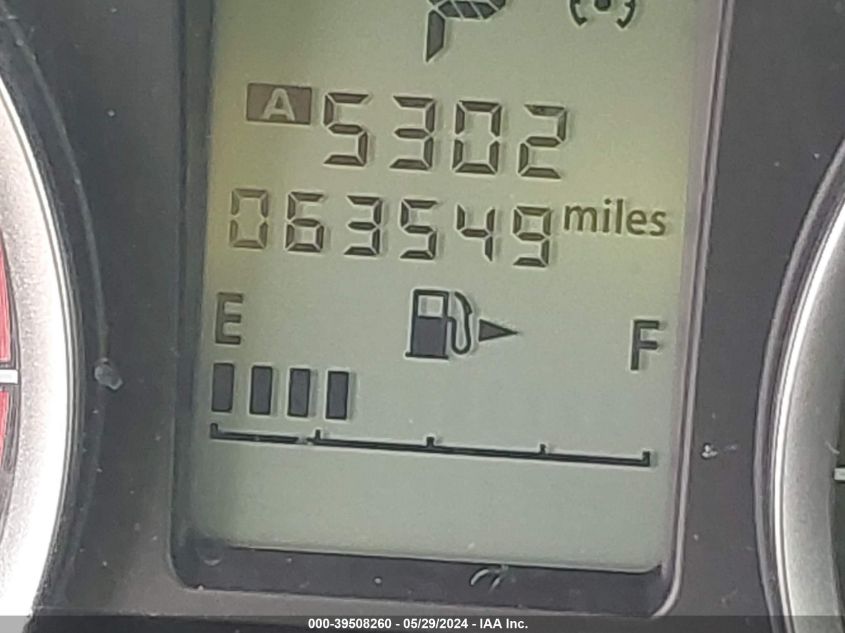 P
A 5302
063549 miles
E F
000-39508260 - 05/29/2024 - IAA Inc.